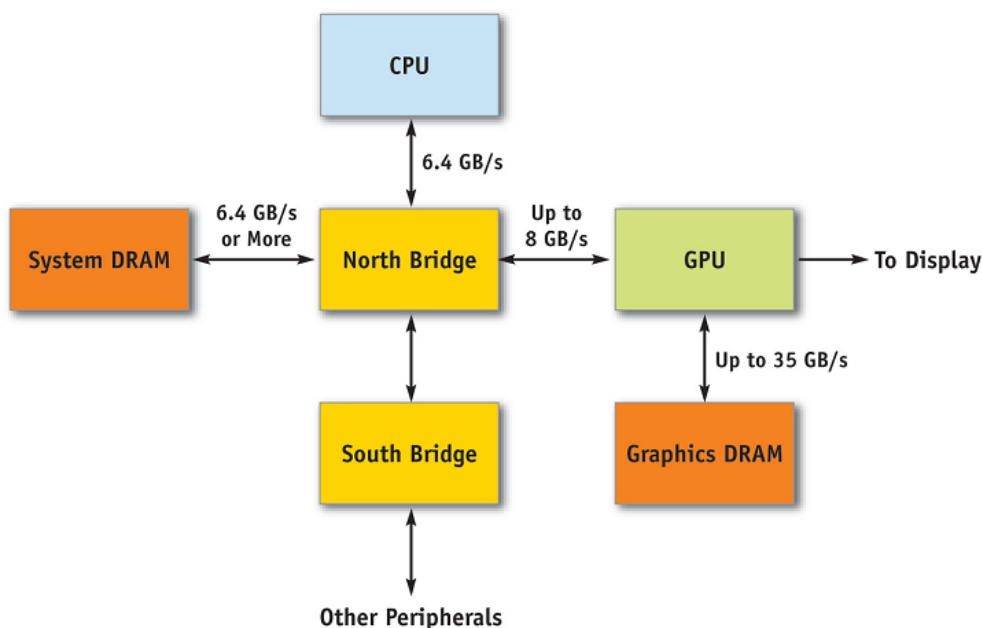 CPU
6.4 GB/s
6.4 GB/s
or More
Up to
8 GB/s
System DRAM
North Bridge
GPU
To Display
Up to 35 GB/s
South Bridge
Graphics DRAM
Other Peripherals